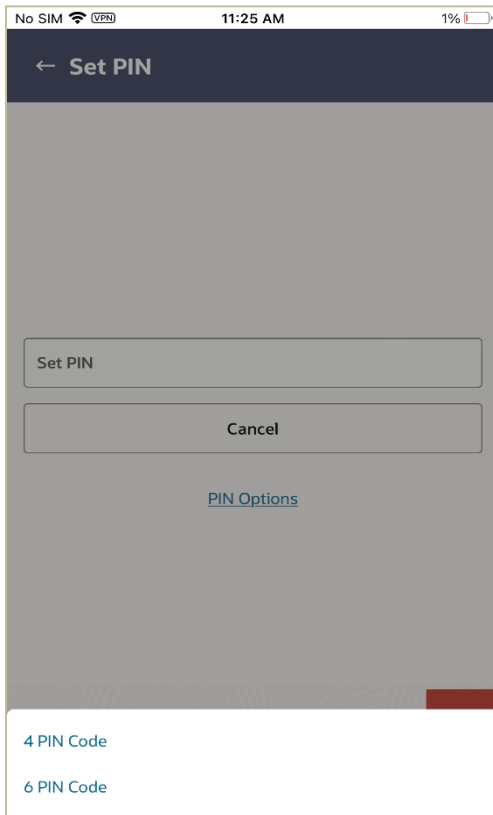 No SIM VPN 11:25 AM 1%
← Set PIN
Set PIN
Cancel
PIN Options
4 PIN Code
6 PIN Code